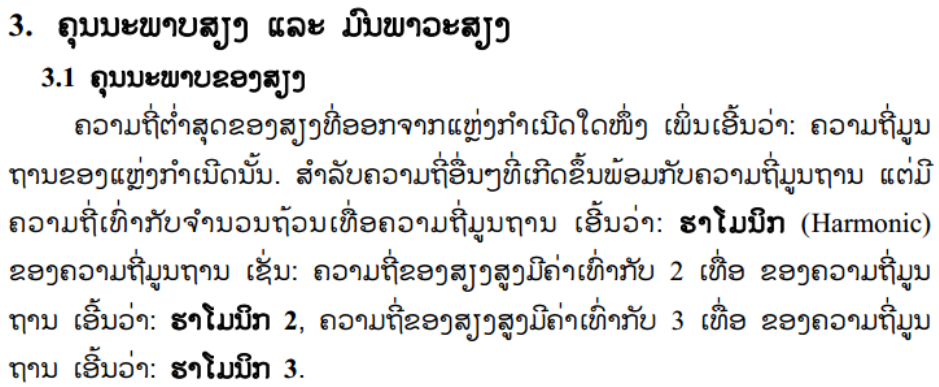 3. ຄຸນນະພາບສຽງ ແລະ ມົນພາວະສຽງ
3.1 ຄຸນນະພາບຂອງສຽງ
ຄວາມຖີ່ຕ່ຳສຸດຂອງສຽງທີ່ອອກຈາກແຫຼ່ງກຳເນີດໃດໜຶ່ງ ເພິ່ນເອີ້ນວ່າ: ຄວາມຖີ່ມູນ
ຖານຂອງແຫຼ່ງກຳເນີດນັ້ນ. ສຳລັບຄວາມຖີ່ອື່ນໆທີ່ເກີດຂຶ້ນພ້ອມກັບຄວາມຖີ່ມູນຖານ ແຕ່ມີ
ຄວາມຖີ່ເທົ່າກັບຈຳນວນຖ້ວນເທື່ອຄວາມຖີ່ມູນຖານ ເອີ້ນວ່າ: ຮາໂມນິກ (Harmonic)
ຂອງຄວາມຖີ່ມູນຖານ ເຊັ່ນ: ຄວາມຖີ່ຂອງສຽງສູງມີຄ່າເທົ່າກັບ 2 ເທື່ອ ຂອງຄວາມຖີ່ມູນ
ຖານ ເອີ້ນວ່າ: ຮາໂມນິກ 2, ຄວາມຖີ່ຂອງສຽງສູງມີຄ່າເທົ່າກັບ 3 ເທື່ອ ຂອງຄວາມຖີ່ມູນ
ຖານ ເອີ້ນວ່າ: ຮາໂມນິກ 3.